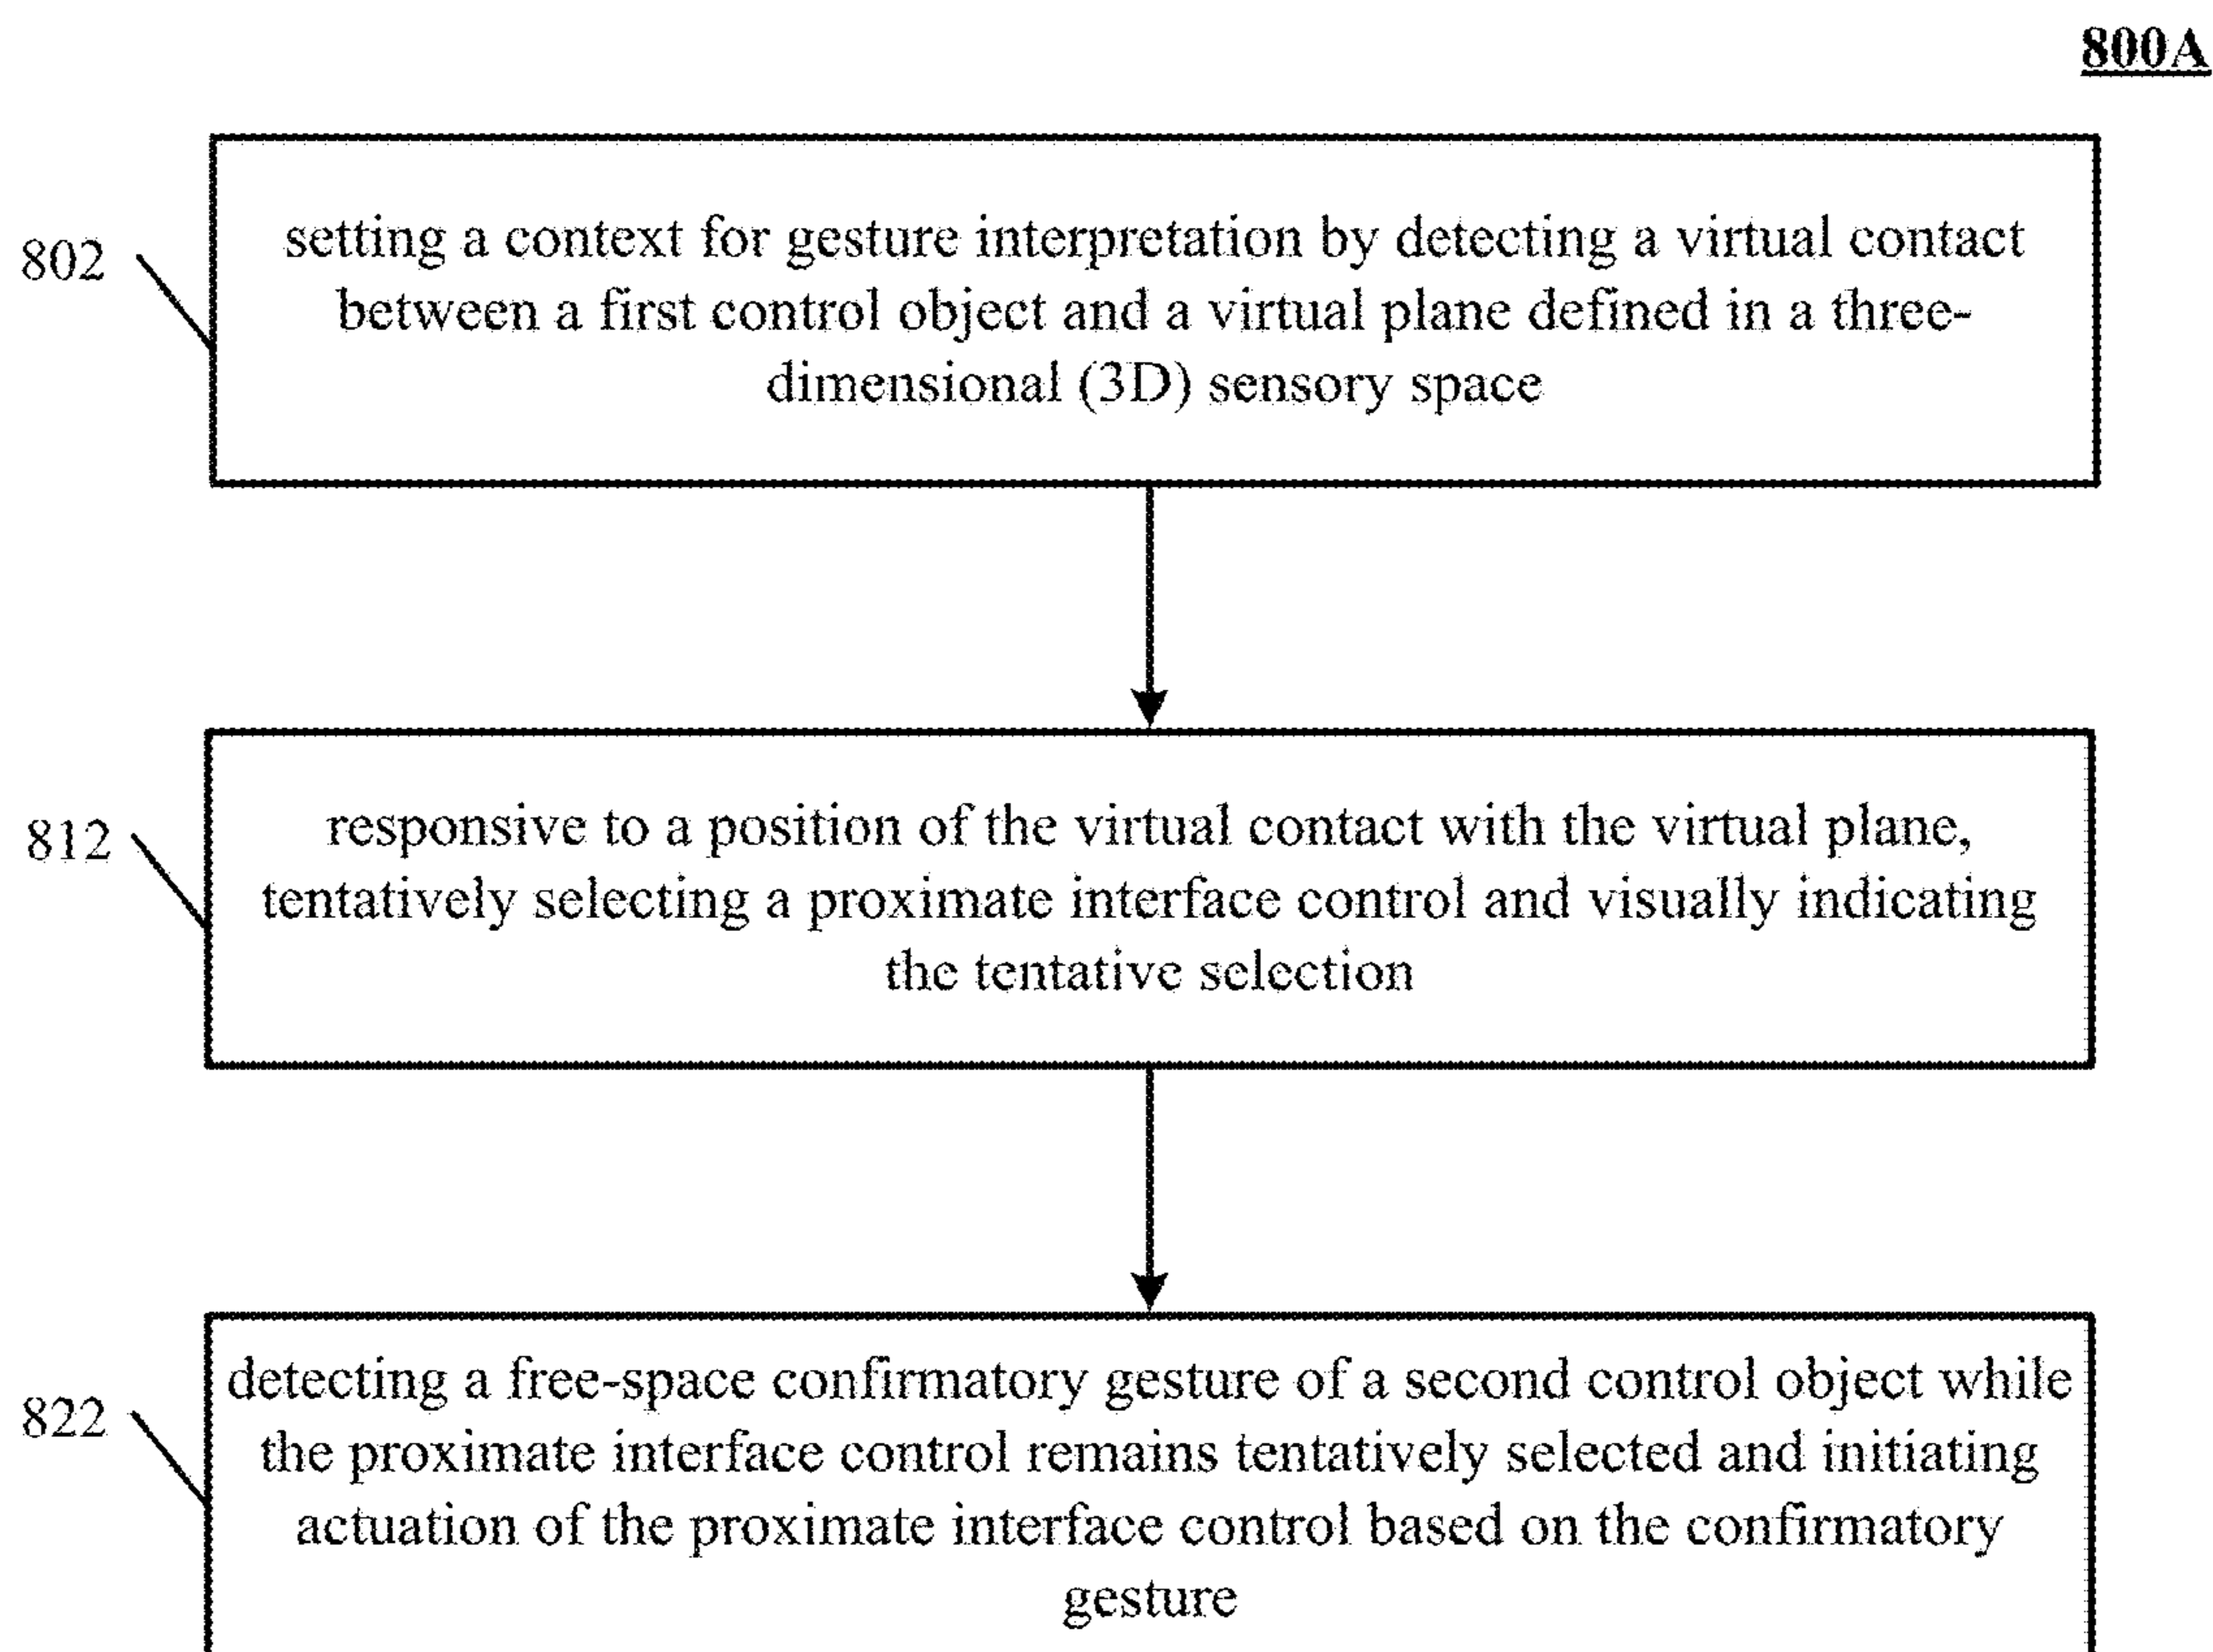 800A
802
setting a context for gesture interpretation by detecting a virtual contact
between a first control object and a virtual plane defined in a three-
dimensional (3D) sensory space
812
responsive to a position of the virtual contact with the virtual plane,
tentatively selecting a proximate interface control and visually indicating
the tentative selection
822
detecting a free-space confirmatory gesture of a second control object while
the proximate interface control remains tentatively selected and initiating
actuation of the proximate interface control based on the confirmatory
gesture